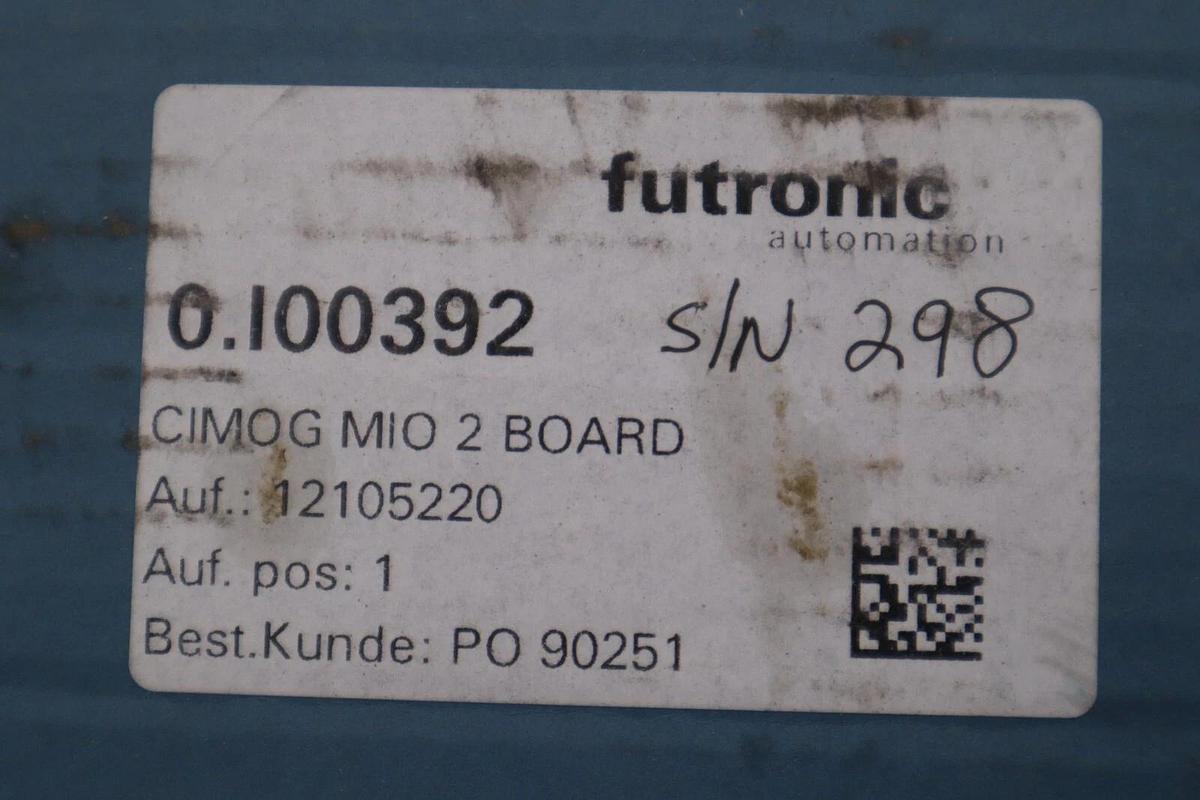 futronic
automation
0.I00392 S/N 298
CIMOG MIO 2 BOARD
Auf.: 12105220
Auf. pos: 1
Best.Kunde: PO 90251